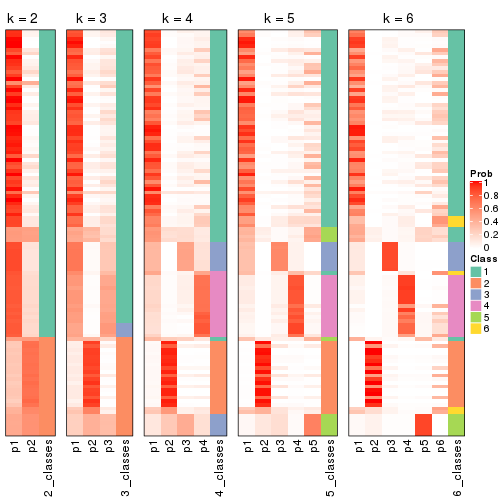 k = 2
k = 3
k = 4
k = 5
k = 6
Prob
1
0.8
0.6
0.4
0.2
0
Class
1
2
3
4
5
6
p1
p2
2_classes
p1
p2
p3
3_classes
p1
p2
p3
p4
4_classes
p1
p2
p3
p4
p5
5_classes
p1
p2
p3
p4
p5
p6
6_classes